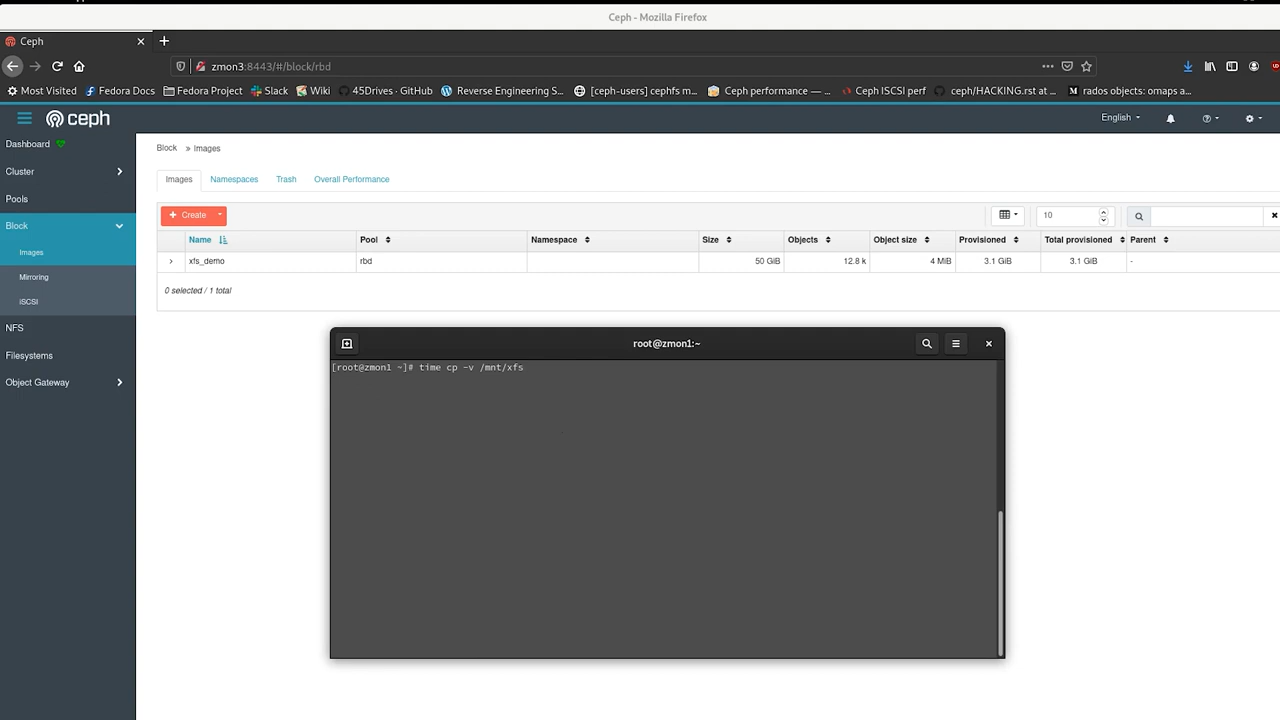 Ceph - Mozilla Firefox
Ceph
zmon3:8443/#/block/rbd
Most Visited Fedora Docs Fedora Project Slack Wiki 45Drives · GitHub Reverse Engineering S… [ceph-users] cephfs m… Ceph performance —… Ceph ISCSI perf ceph/HACKING.rst at … rados objects: omaps a…
ceph
English
Dashboard
Cluster
Pools
Block
Images
Mirroring
iSCSI
NFS
Filesystems
Object Gateway
Block » Images
Images Namespaces Trash Overall Performance
+ Create 10
Name Pool Namespace Size Objects Object size Provisioned Total provisioned Parent
xfs_demo rbd 50 GiB 12.8 k 4 MiB 3.1 GiB 3.1 GiB -
0 selected / 1 total
root@zmon1:~
[root@zmon1 ~]# time cp -v /mnt/xfs